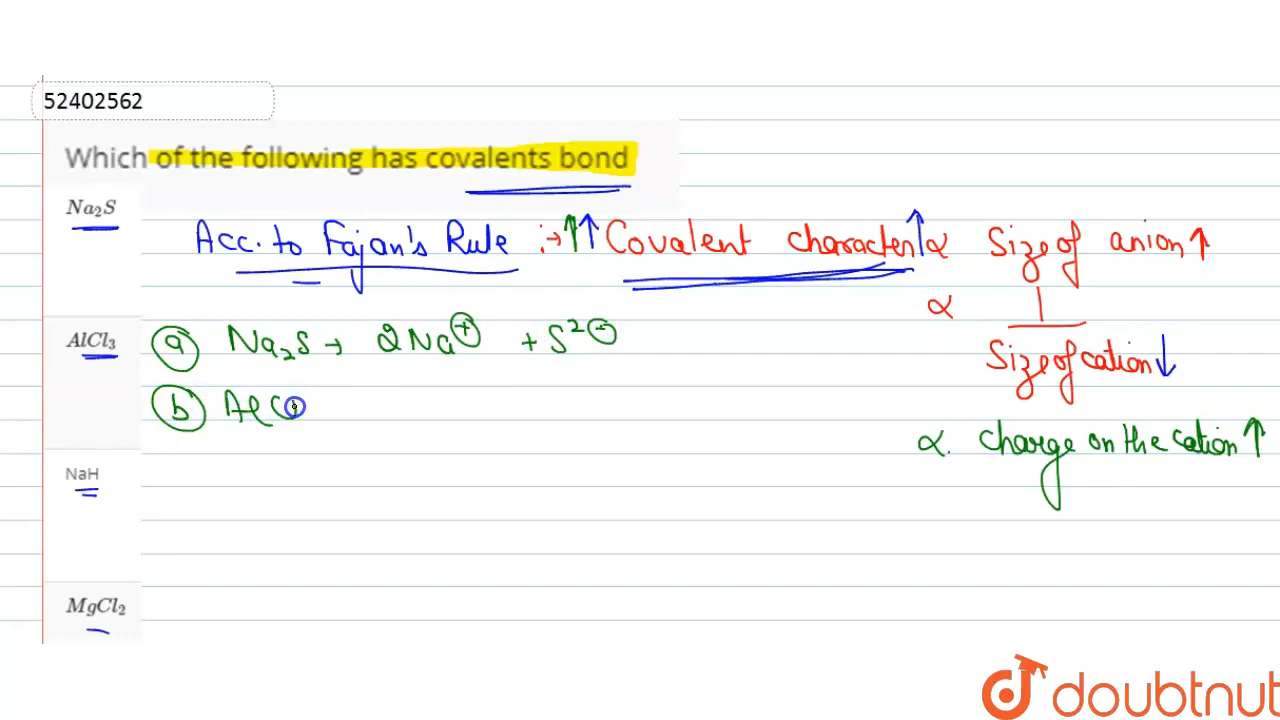 52402562
Which of the following has covalents bond
Na₂S
Acc. to Fajan's Rule :→ ↑↑ Covalent character ↑ ∝ Size of anion ↑
∝ 1
Size of cation ↓
AlCl₃
(a) Na₂S → 2Na⁺ + S²⁻
(b) AlCl
∝ Charge on the cation ↑
NaH
MgCl₂
doubtnut